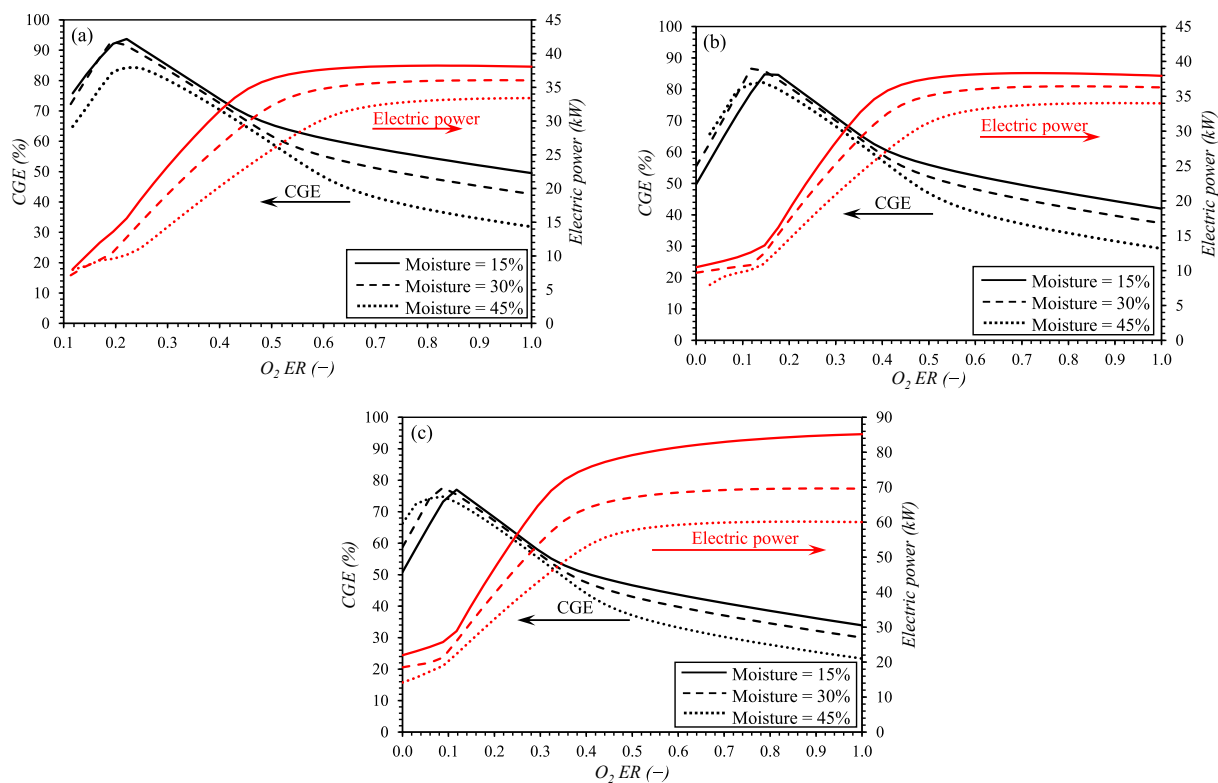 (a)
100
90
80
70
60
50
40
30
20
10
0
CGE (%)
45
40
35
30
25
20
15
10
5
0
Electric power (kW)
Electric power
CGE
Moisture = 15%
Moisture = 30%
Moisture = 45%
0.1 0.2 0.3 0.4 0.5 0.6 0.7 0.8 0.9 1.0
O2 ER (−)
(b)
100
90
80
70
60
50
40
30
20
10
0
CGE (%)
45
40
35
30
25
20
15
10
5
0
Electric power (kW)
Electric power
CGE
Moisture = 15%
Moisture = 30%
Moisture = 45%
0.0 0.1 0.2 0.3 0.4 0.5 0.6 0.7 0.8 0.9 1.0
O2 ER (−)
(c)
100
90
80
70
60
50
40
30
20
10
0
CGE (%)
90
80
70
60
50
40
30
20
10
0
Electric power (kW)
Electric power
CGE
Moisture = 15%
Moisture = 30%
Moisture = 45%
0.0 0.1 0.2 0.3 0.4 0.5 0.6 0.7 0.8 0.9 1.0
O2 ER (−)